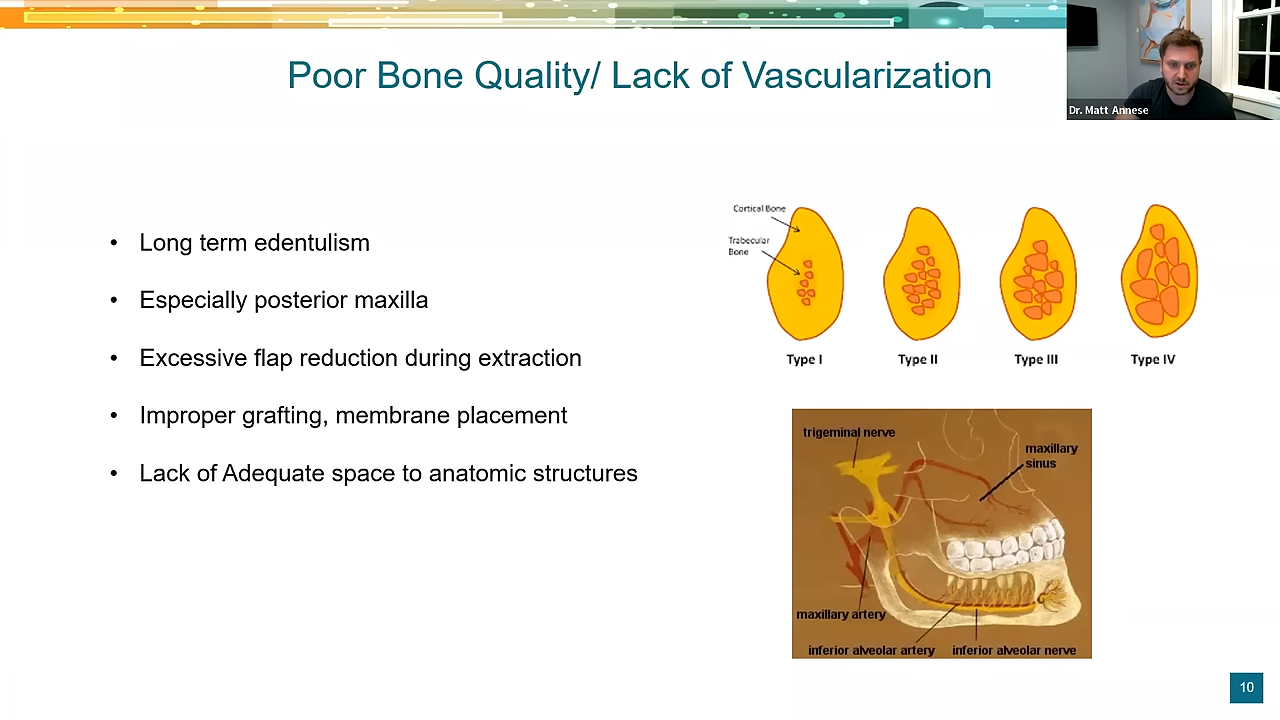 Poor Bone Quality/ Lack of Vascularization
Dr. Matt Annese
• Long term edentulism
• Especially posterior maxilla
• Excessive flap reduction during extraction
• Improper grafting, membrane placement
• Lack of Adequate space to anatomic structures
Cortical Bone
Trabecular
Bone
Type I
Type II
Type III
Type IV
trigeminal nerve
maxillary
sinus
maxillary artery
inferior alveolar artery
inferior alveolar nerve
10